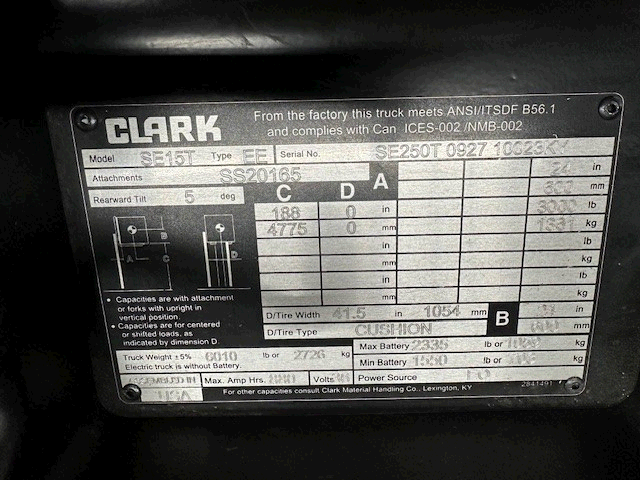 CLARK
From the factory this truck meets ANSI/ITSDF B56.1
and complies with Can ICES-002 /NMB-002
Model SE15T Type EE Serial No. SE250T 0927
Attachments SS20165
Rearward Tilt 5 deg
C D A 24 in
mm
188 0 in 3000 lb
4775 0 mm kg
in lb
mm kg
in lb
mm kg
B
A C D
• Capacities are with attachment
or forks with upright in
vertical position.
• Capacities are for centered
or shifted loads, as
indicated by dimension D.
D/Tire Width 41.5 in 1054 mm B in
D/Tire Type CUSHION mm
Truck Weight ±5% 6010 lb or 2726 kg
Electric truck is without Battery.
Max Battery 2335 lb or kg
Min Battery 1550 lb or kg
ASSEMBLED IN USA
Max. Amp Hrs. Volts 36 Power Source
2841491
For other capacities consult Clark Material Handling Co., Lexington, KY